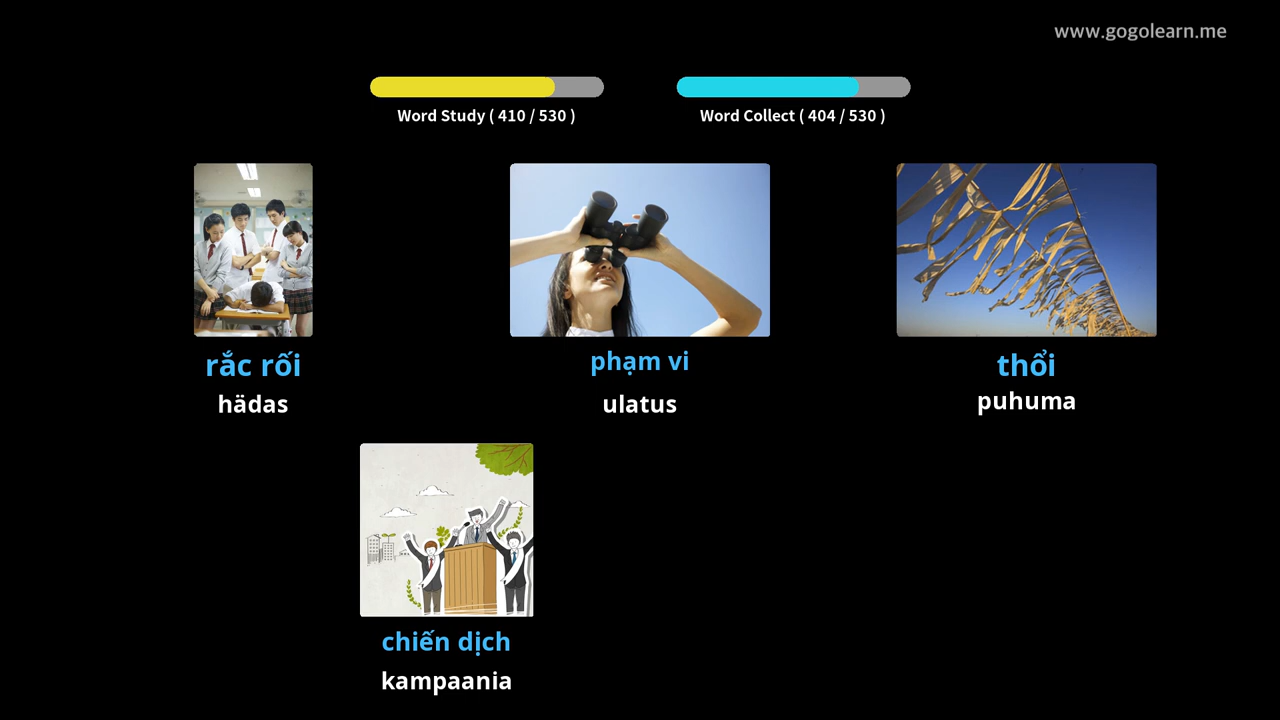 www.gogolearn.me
Word Study ( 410 / 530 )
Word Collect ( 404 / 530 )
rắc rối
hädas
phạm vi
ulatus
thổi
puhuma
chiến dịch
kampaania